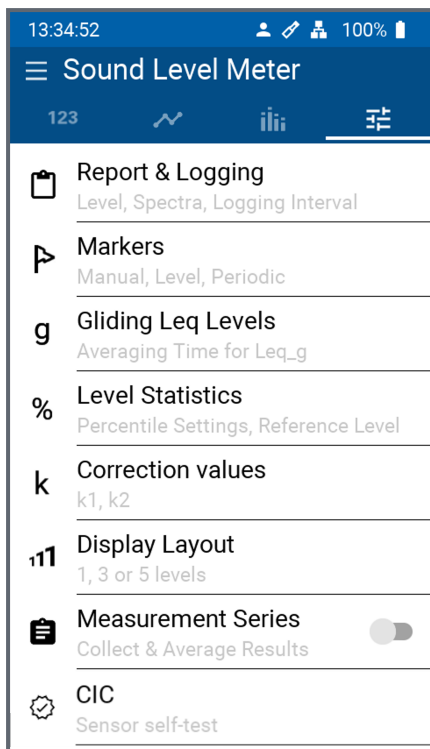 13:34:52 100%
Sound Level Meter
123
Report & Logging
Level, Spectra, Logging Interval
Markers
Manual, Level, Periodic
g Gliding Leq Levels
Averaging Time for Leq_g
% Level Statistics
Percentile Settings, Reference Level
k Correction values
k1, k2
111 Display Layout
1, 3 or 5 levels
Measurement Series
Collect & Average Results
CIC
Sensor self-test